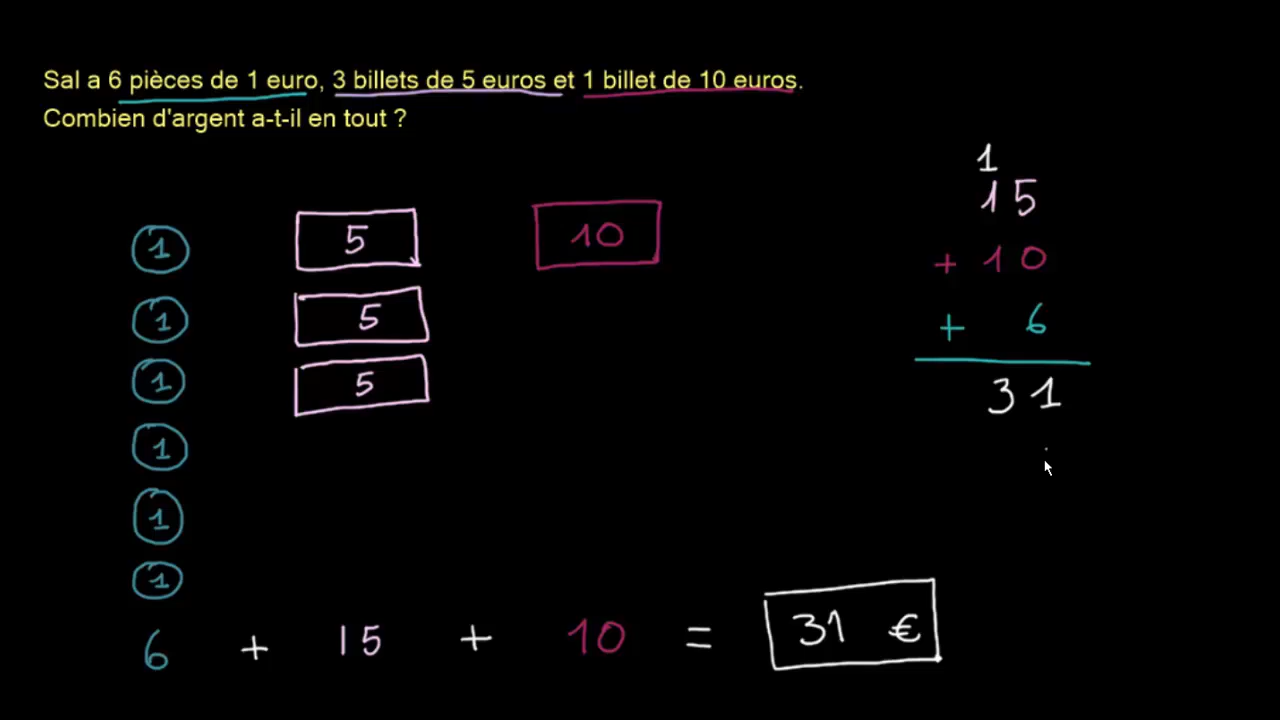 Sal a 6 pièces de 1 euro, 3 billets de 5 euros et 1 billet de 10 euros.
Combien d'argent a-t-il en tout ?
1
15
+ 10
+ 6
31
1 5 10
1 5
1 5
1
1
1
6 + 15 + 10 = 31 €